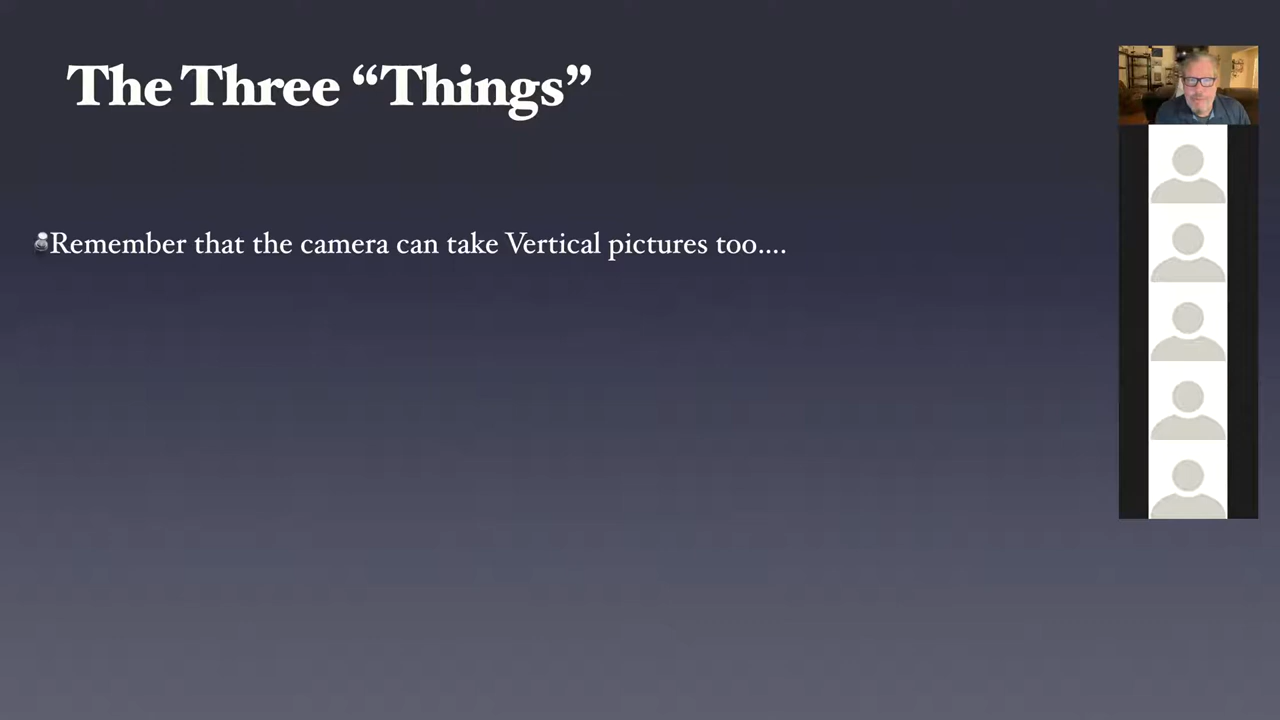 The Three “Things”
Remember that the camera can take Vertical pictures too....